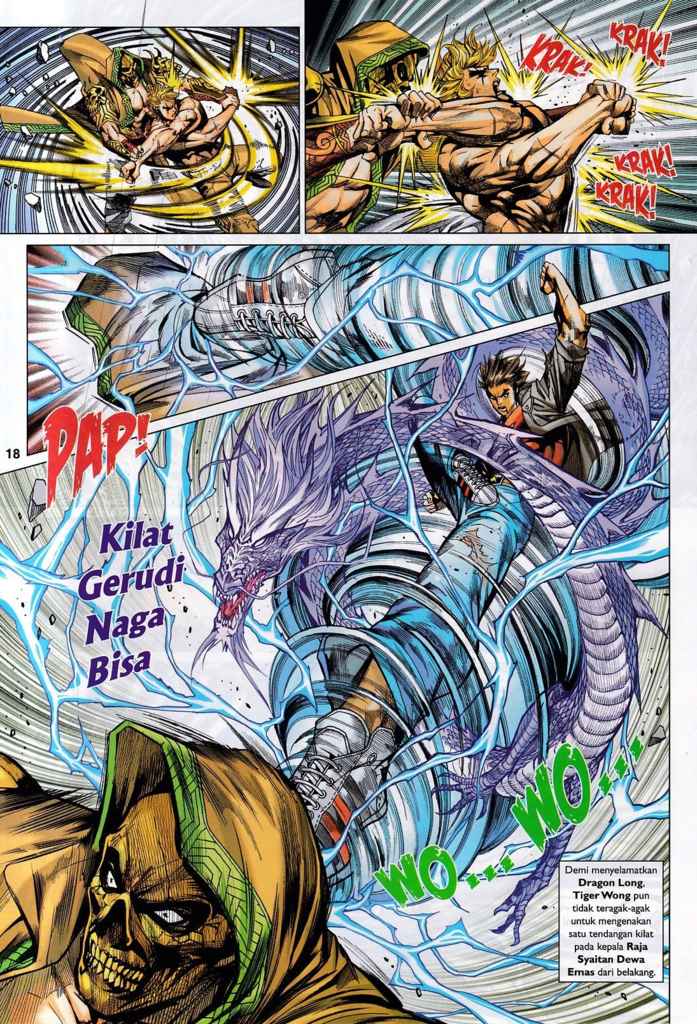 KRAK!
KRAK!
KRAK!
KRAK!
18
PAP!
Kilat
Gerudi
Naga
Bisa
WO... WO...
Demi menyelamatkan
Dragon Long,
Tiger Wong pun
tidak teragak-agak
untuk mengenakan
satu tendangan kilat
pada kepala Raja
Syaitan Dewa
Emas dari belakang.